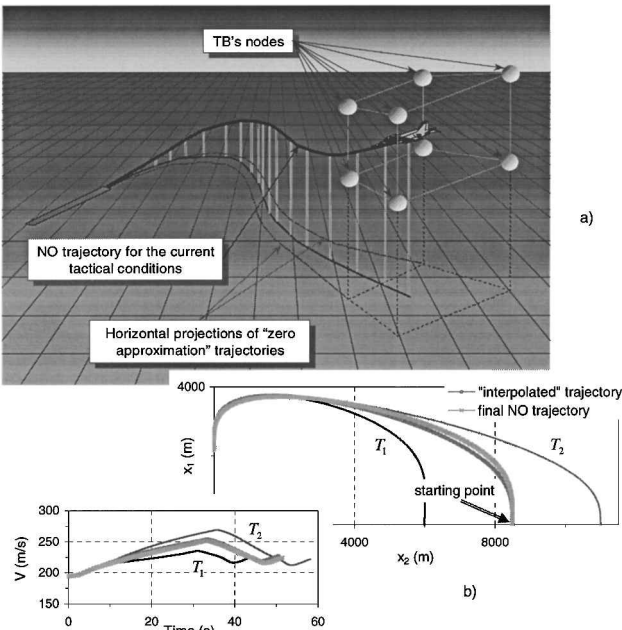 TB's nodes
a)
NO trajectory for the current
tactical conditions
Horizontal projections of “zero
approximation” trajectories
4000
"interpolated" trajectory
final NO trajectory
x₁ (m)
T₁
T₂
starting point
4000
8000
x₂ (m)
b)
300
250
200
150
V (m/s)
T₂
T₁
0
20
40
60
Time (s)